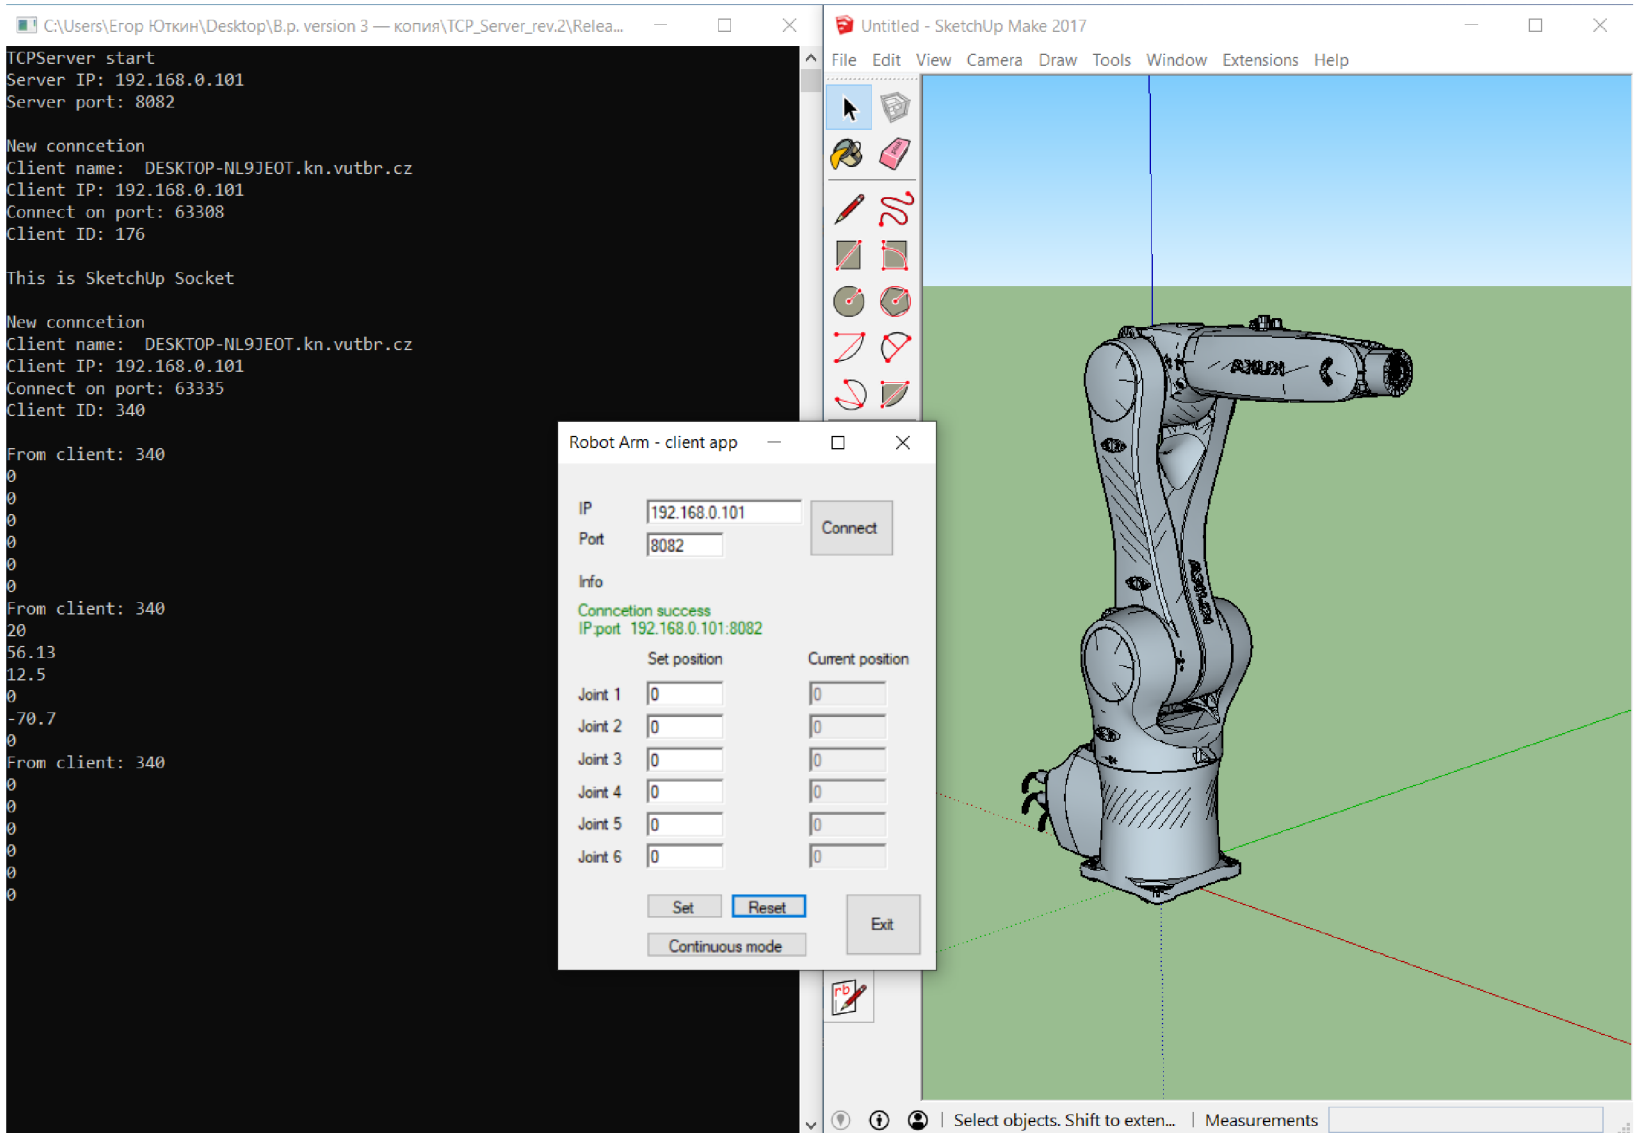 C:\Users\Егор Юткин\Desktop\B.p. version 3 — копия\TCP_Server_rev.2\Relea...
TCPServer start
Server IP: 192.168.0.101
Server port: 8082
New conncetion
Client name:  DESKTOP-NL9JEOT.kn.vutbr.cz
Client IP: 192.168.0.101
Connect on port: 63308
Client ID: 176
This is SketchUp Socket
New conncetion
Client name:  DESKTOP-NL9JEOT.kn.vutbr.cz
Client IP: 192.168.0.101
Connect on port: 63335
Client ID: 340
From client: 340
0
0
0
0
0
0
From client: 340
20
56.13
12.5
0
-70.7
0
From client: 340
0
0
0
0
0
0
Robot Arm - client app
IP 192.168.0.101
Connect
Port 8082
Info
Conncetion success
IP:port 192.168.0.101:8082
Set position Current position
Joint 1 0 0
Joint 2 0 0
Joint 3 0 0
Joint 4 0 0
Joint 5 0 0
Joint 6 0 0
Set Reset
Exit
Continuous mode
Untitled - SketchUp Make 2017
File Edit View Camera Draw Tools Window Extensions Help
rb
Select objects. Shift to exten... Measurements